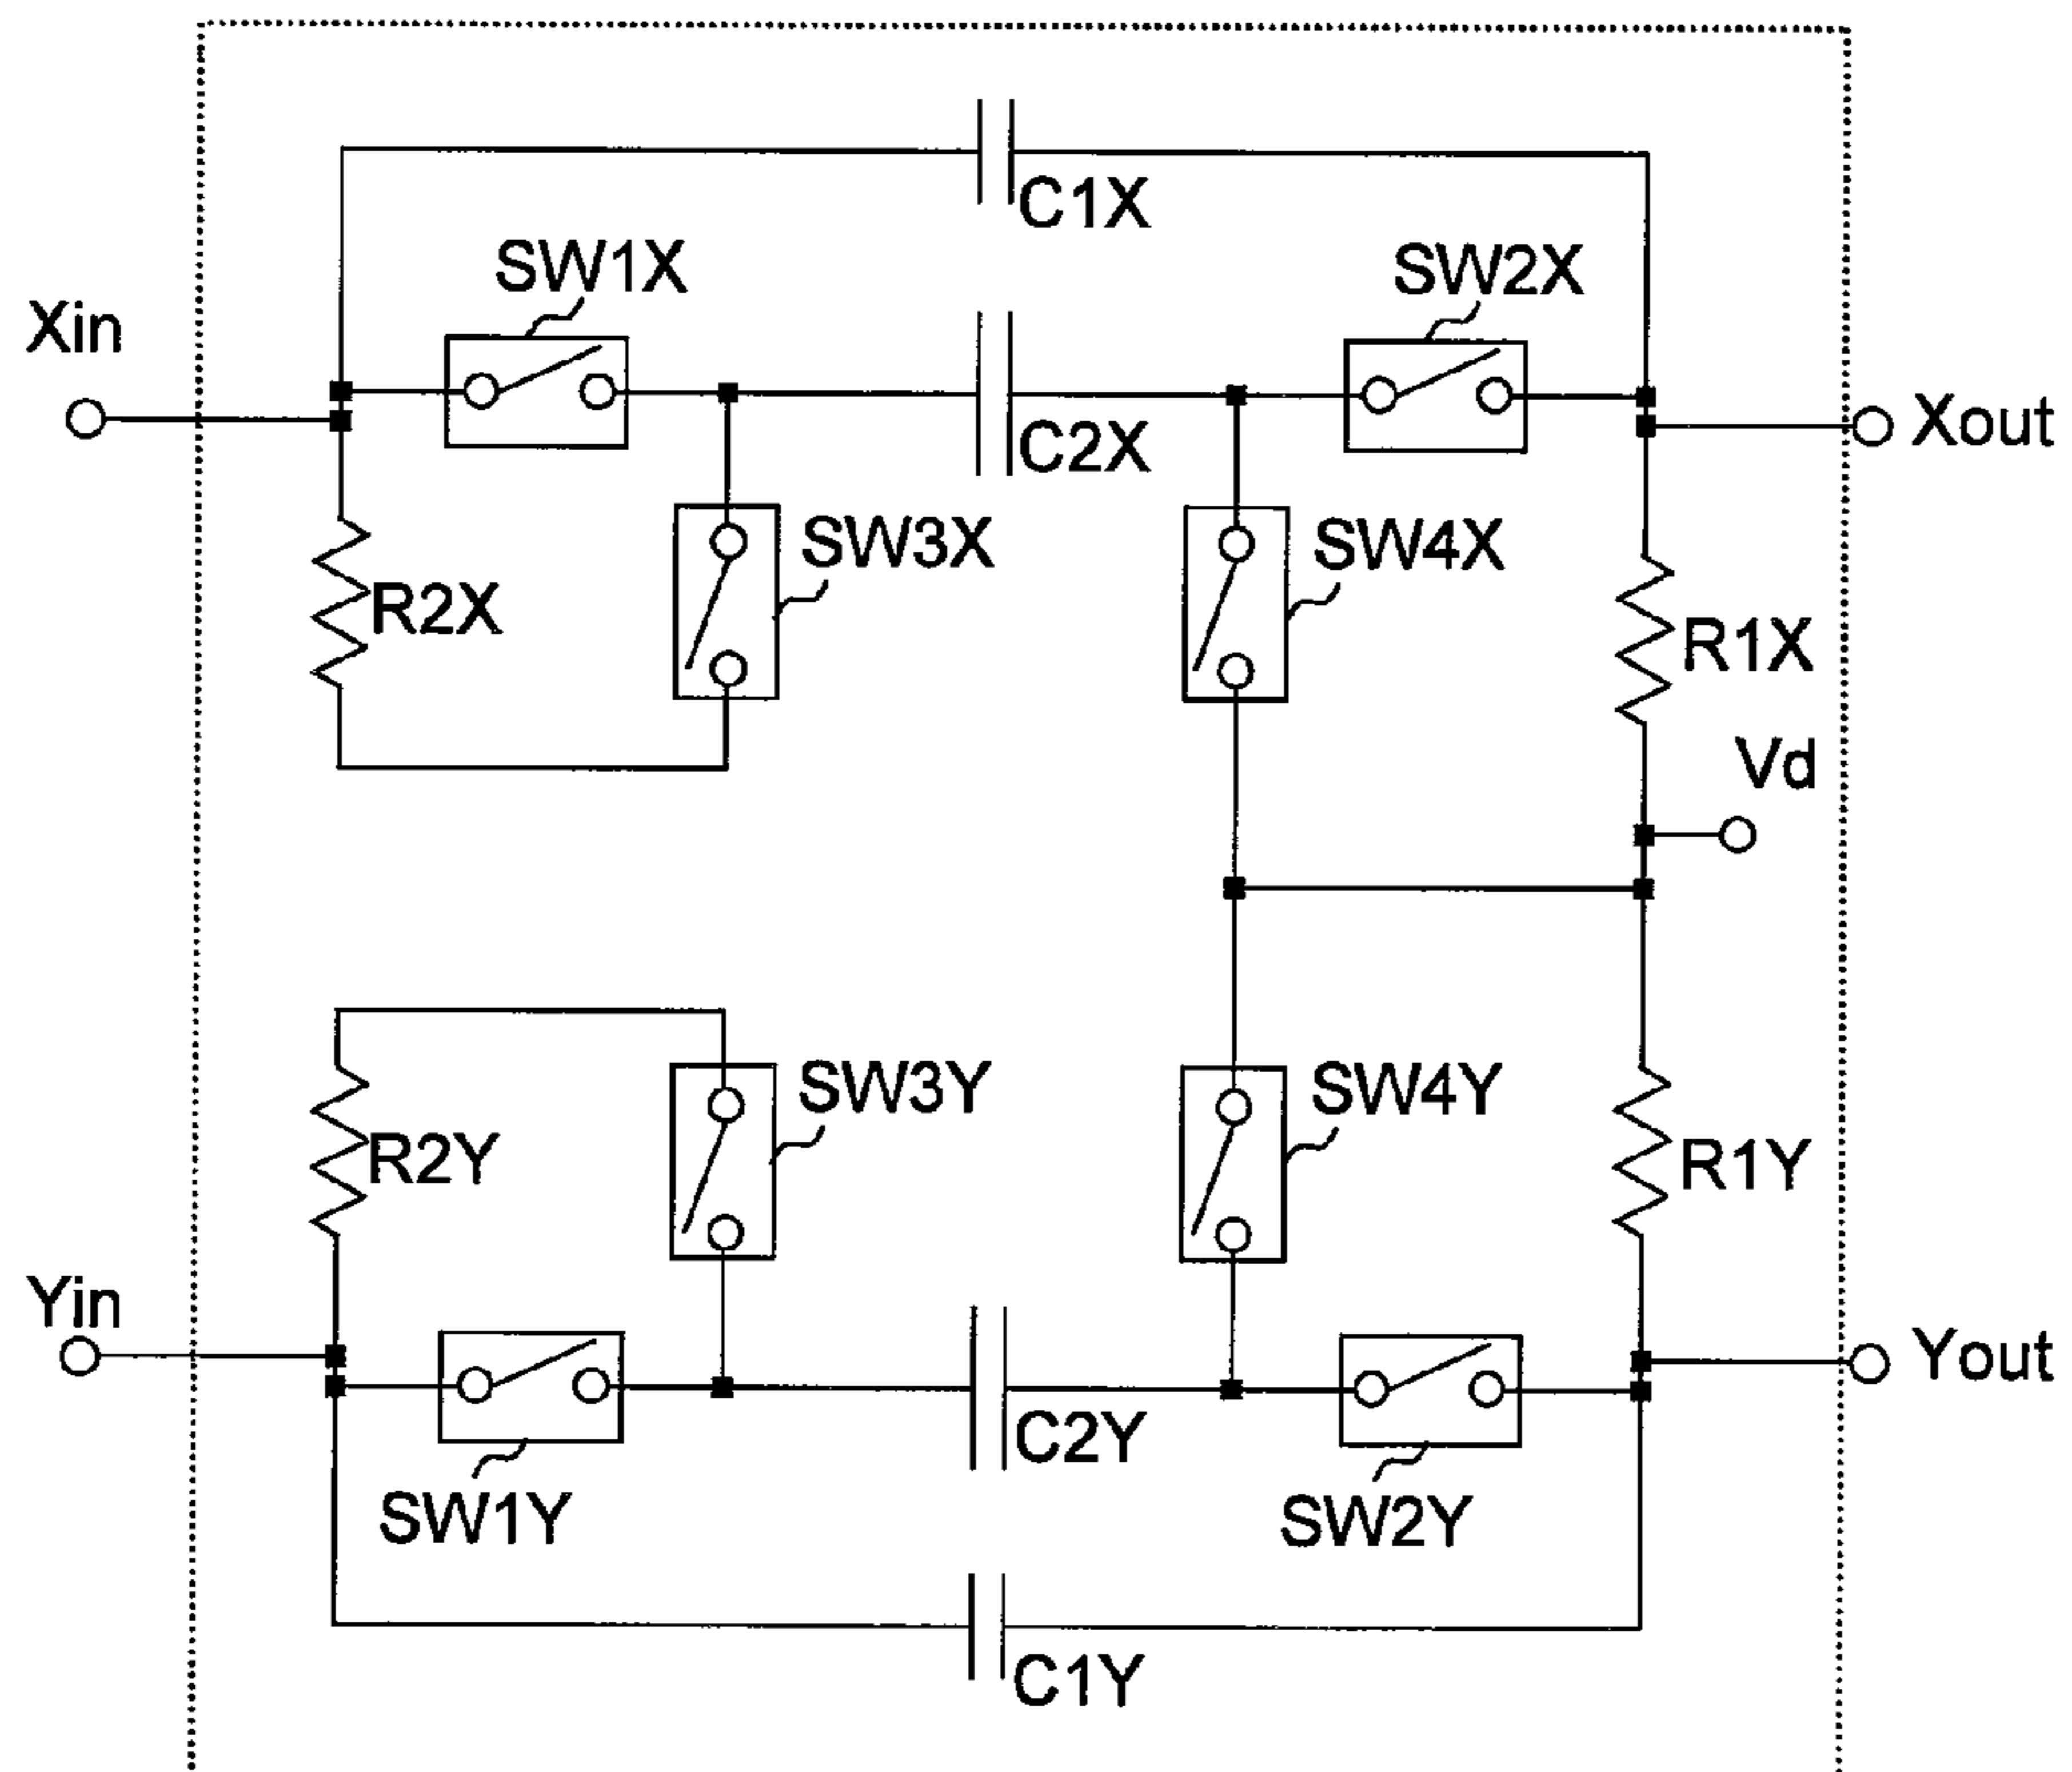 C1X
SW1X
SW2X
Xin
Xout
C2X
SW3X
SW4X
R2X
R1X
Vd
SW3Y
SW4Y
R2Y
R1Y
Yin
Yout
C2Y
SW1Y
SW2Y
C1Y